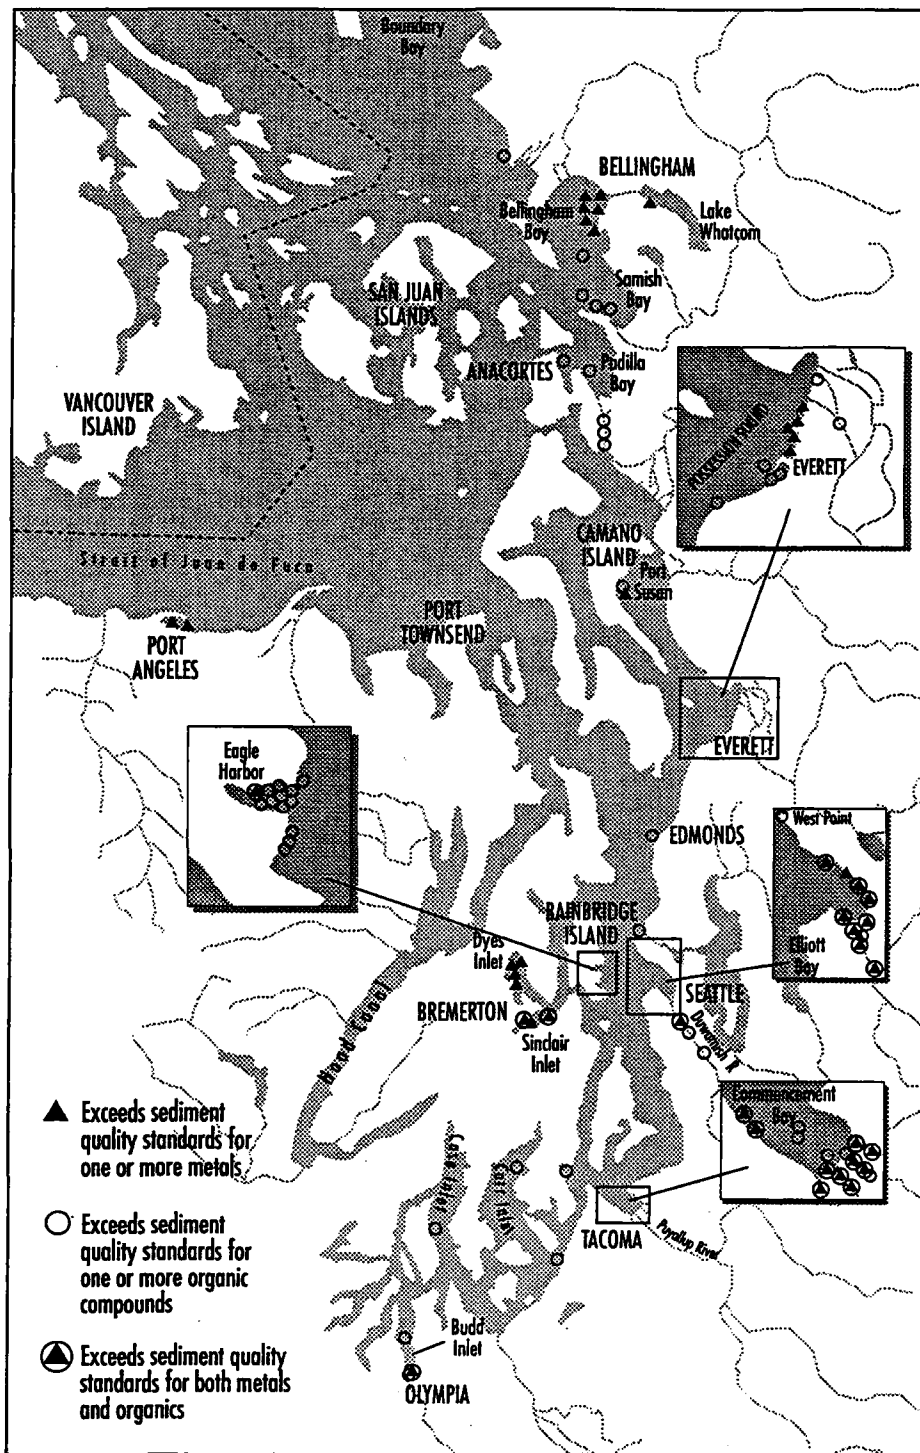 Boundary
Bay
BELLINGHAM
Bellingham
Bay
Lake
Whatcom
SAN JUAN
ISLANDS
Samish
Bay
ANACORTES
Padilla
Bay
VANCOUVER
ISLAND
POSSESSION SOUND
EVERETT
CAMANO
ISLAND
Port
Susan
Strait of Juan de Fuca
PORT
TOWNSEND
PORT
ANGELES
EVERETT
Eagle
Harbor
EDMONDS
West Point
Elliott
Bay
BAINBRIDGE
ISLAND
Dyes
Inlet
SEATTLE
BREMERTON
Sinclair
Inlet
Duwamish R
Hood Canal
Commencement
Bay
Case Inlet
Carr Inlet
TACOMA
Puyallup River
Budd
Inlet
OLYMPIA
Exceeds sediment
quality standards for
one or more metals
Exceeds sediment
quality standards for
one or more organic
compounds
Exceeds sediment quality
standards for both metals
and organics